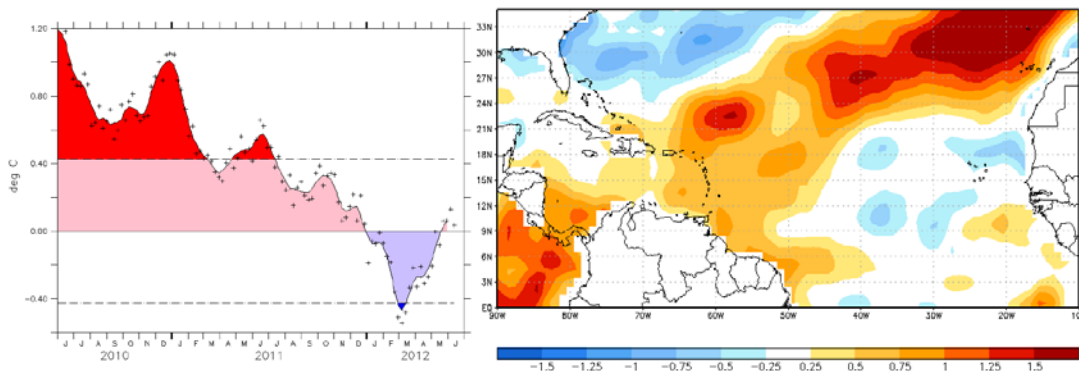 1.20
0.80
0.40
0.00
-0.40
deg C
J J A S O N D J F M A M J J A S O N D J F M A M J
2010 2011 2012
35N
33N
30N
27N
24N
21N
18N
15N
12N
9N
6N
3N
EQ
90W 80W 70W 60W 50W 40W 30W 20W 10W
-1.5 -1.25 -1 -0.75 -0.5 -0.25 0.25 0.5 0.75 1 1.25 1.5